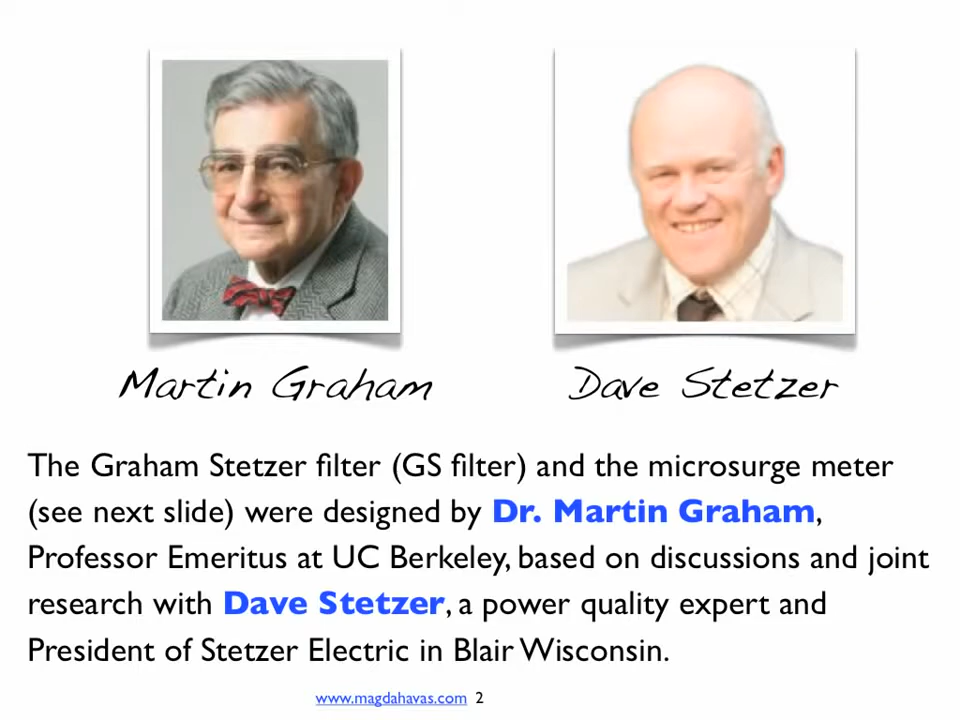 Martin Graham
Dave Stetzer
The Graham Stetzer filter (GS filter) and the microsurge meter
(see next slide) were designed by Dr. Martin Graham,
Professor Emeritus at UC Berkeley, based on discussions and joint
research with Dave Stetzer, a power quality expert and
President of Stetzer Electric in Blair Wisconsin.
www.magdahavas.com 2